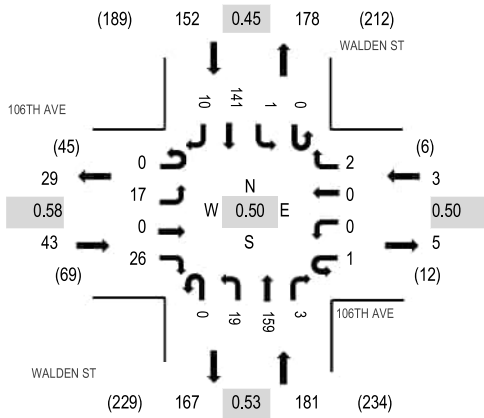 (189) 152 0.45 178 (212)
WALDEN ST
10 141 1 0
106TH AVE
(45) 0 2 (6)
29 17 N 0 3
0.58 W 0.50 E 0.50
43 0 S 0 5
(69) 26 1 (12)
0 19 159 3
106TH AVE
WALDEN ST
(229) 167 0.53 181 (234)